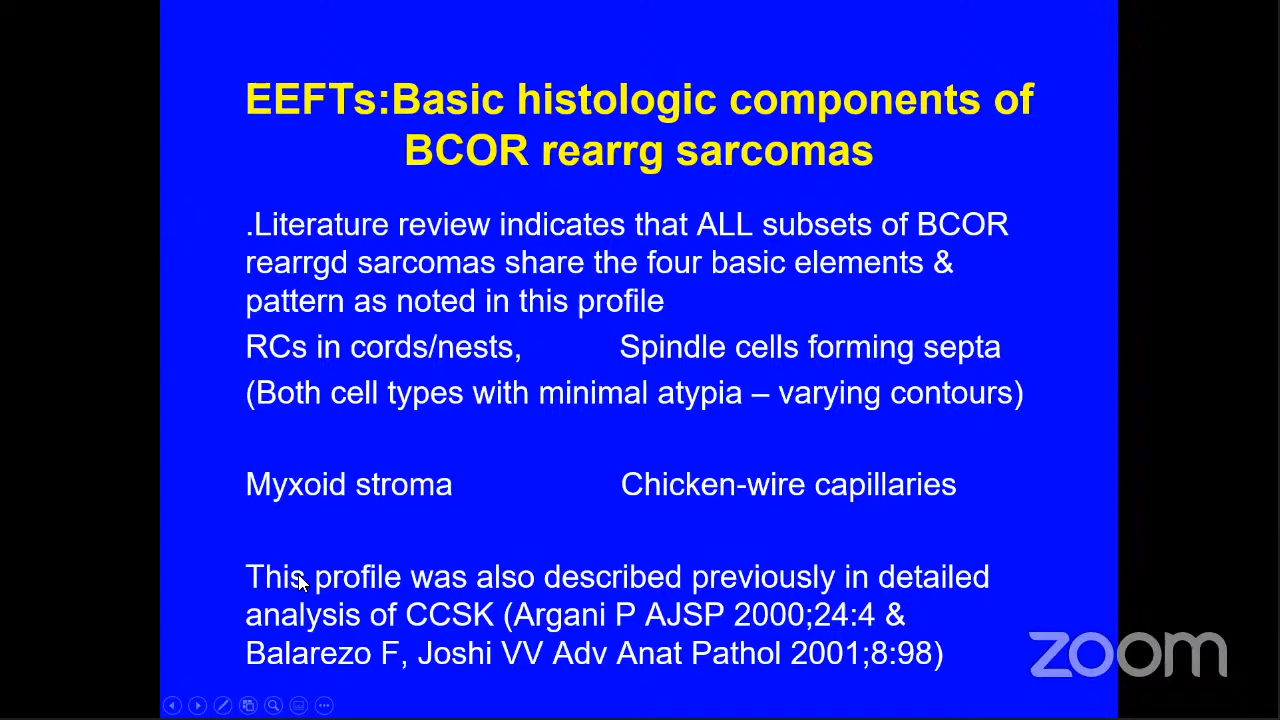 EEFTs:Basic histologic components of
BCOR rearrg sarcomas
.Literature review indicates that ALL subsets of BCOR
rearrgd sarcomas share the four basic elements &
pattern as noted in this profile
RCs in cords/nests, Spindle cells forming septa
(Both cell types with minimal atypia – varying contours)
Myxoid stroma Chicken-wire capillaries
This profile was also described previously in detailed
analysis of CCSK (Argani P AJSP 2000;24:4 &
Balarezo F, Joshi VV Adv Anat Pathol 2001;8:98)
zoom